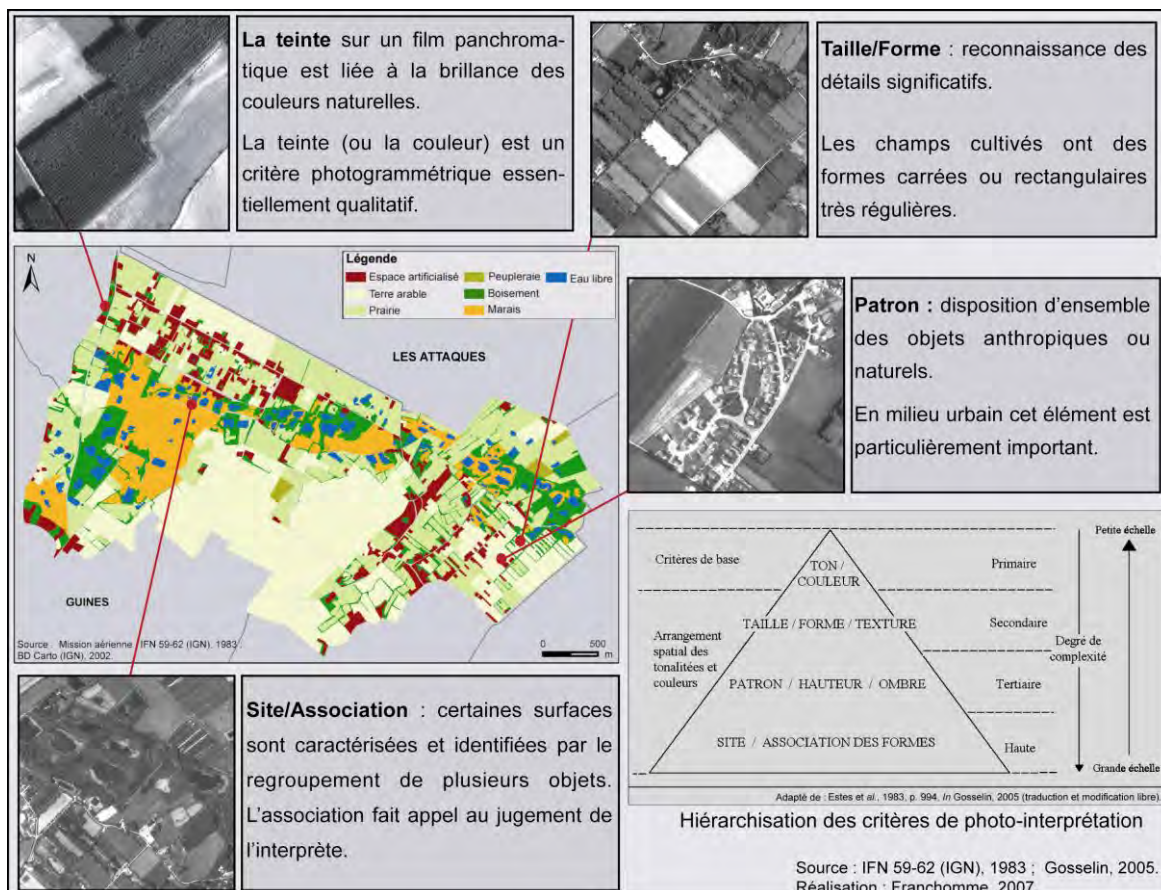 La teinte sur un film panchroma-
tique est liée à la brillance des
couleurs naturelles.
La teinte (ou la couleur) est un
critère photogrammétrique essen-
tiellement qualitatif.
Taille/Forme : reconnaissance des
détails significatifs.
Les champs cultivés ont des
formes carrées ou rectangulaires
très régulières.
N
Légende
Espace artificialisé
Peupleraie
Eau libre
Terre arable
Boisement
Prairie
Marais
LES ATTAQUES
GUINES
Source : Mission aérienne : IFN 59-62 (IGN), 1983
BD Carto (IGN), 2002.
0 500
m
Patron : disposition d'ensemble
des objets anthropiques ou
naturels.
En milieu urbain cet élément est
particulièrement important.
Site/Association : certaines surfaces
sont caractérisées et identifiées par le
regroupement de plusieurs objets.
L'association fait appel au jugement de
l'interprète.
Petite échelle
Critères de base
TON /
COULEUR
Primaire
TAILLE / FORME / TEXTURE
Secondaire
Arrangement
spatial des
tonalitées et
couleurs
Degré de
complexité
PATRON / HAUTEUR / OMBRE
Tertiaire
SITE / ASSOCIATION DES FORMES
Haute
Grande échelle
Adapté de : Estes et al., 1983, p. 994, In Gosselin, 2005 (traduction et modification libre).
Hiérarchisation des critères de photo-interprétation
Source : IFN 59-62 (IGN), 1983 ; Gosselin, 2005.
Réalisation : Franchomme, 2007